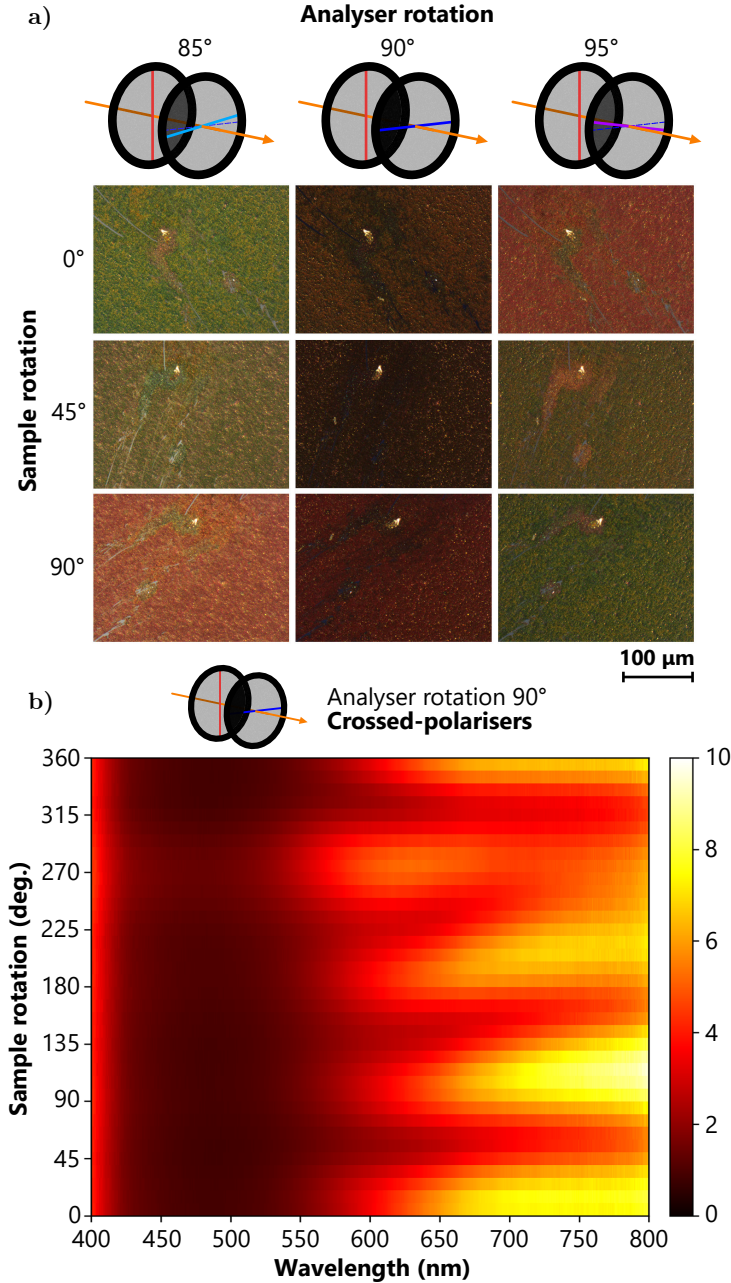 a)
Analyser rotation
85° 90° 95°
Sample rotation
0°
45°
90°
100 µm
b)
Analyser rotation 90°
Crossed-polarisers
Sample rotation (deg.)
360
315
270
225
180
135
90
45
0
400 450 500 550 600 650 700 750 800
Wavelength (nm)
10
8
6
4
2
0